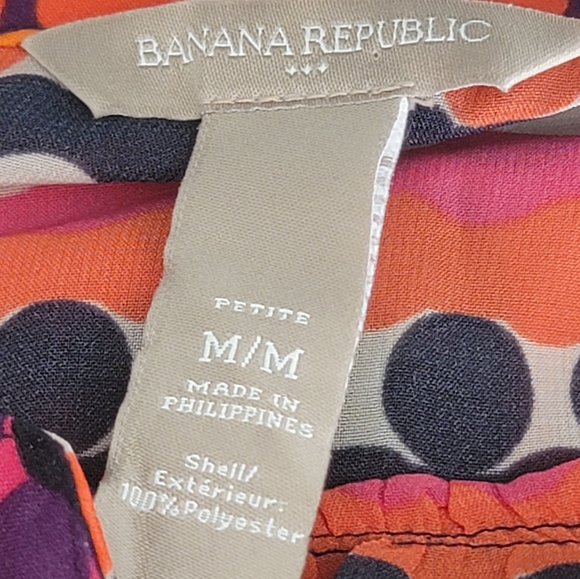 BANANA REPUBLIC
PETITE
M/M
MADE IN
PHILIPPINES
Shell/
Extérieur:
100%Polyester